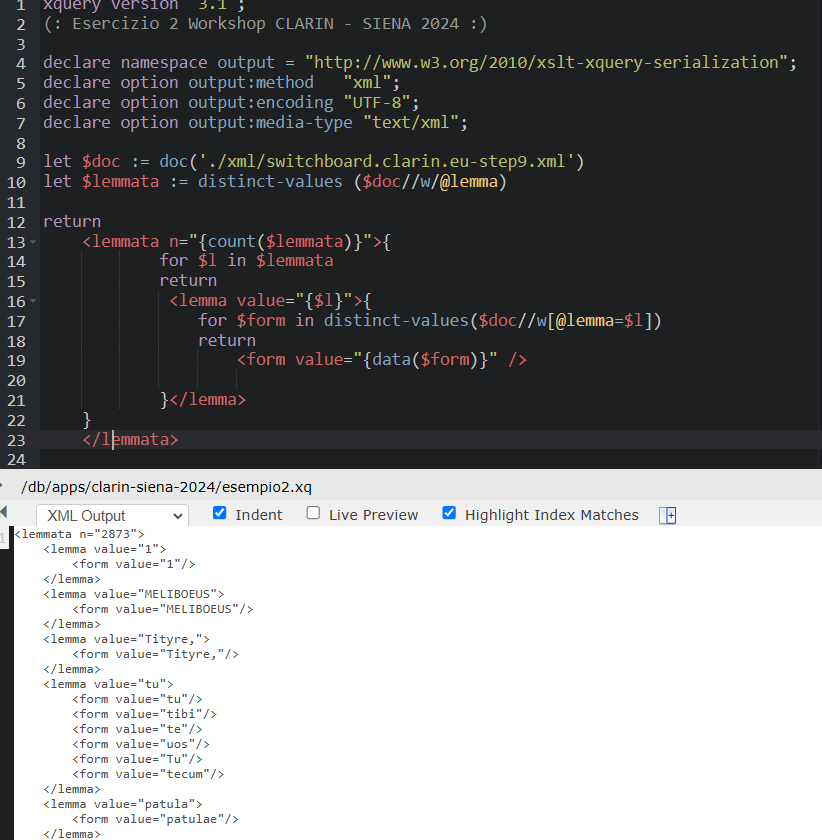 1 xquery version "3.1";
2 (: Esercizio 2 Workshop CLARIN - SIENA 2024 :)
3
4 declare namespace output = "http://www.w3.org/2010/xslt-xquery-serialization";
5 declare option output:method   "xml";
6 declare option output:encoding "UTF-8";
7 declare option output:media-type "text/xml";
8
9 let $doc := doc('./xml/switchboard.clarin.eu-step9.xml')
10 let $lemmata := distinct-values ($doc//w/@lemma)
11
12 return
13     <lemmata n="{count($lemmata)}">{
14             for $l in $lemmata
15             return
16              <lemma value="{$l}">{
17                 for $form in distinct-values($doc//w[@lemma=$l])
18                 return
19                     <form value="{data($form)}" />
20
21             }</lemma>
22     }
23     </lemmata>
24
/db/apps/clarin-siena-2024/esempio2.xq
XML Output Indent Live Preview Highlight Index Matches
1 <lemmata n="2873">
    <lemma value="1">
        <form value="1"/>
    </lemma>
    <lemma value="MELIBOEUS">
        <form value="MELIBOEUS"/>
    </lemma>
    <lemma value="Tityre,">
        <form value="Tityre,"/>
    </lemma>
    <lemma value="tu">
        <form value="tu"/>
        <form value="tibi"/>
        <form value="te"/>
        <form value="uos"/>
        <form value="Tu"/>
        <form value="tecum"/>
    </lemma>
    <lemma value="patula">
        <form value="patulae"/>
    </lemma>